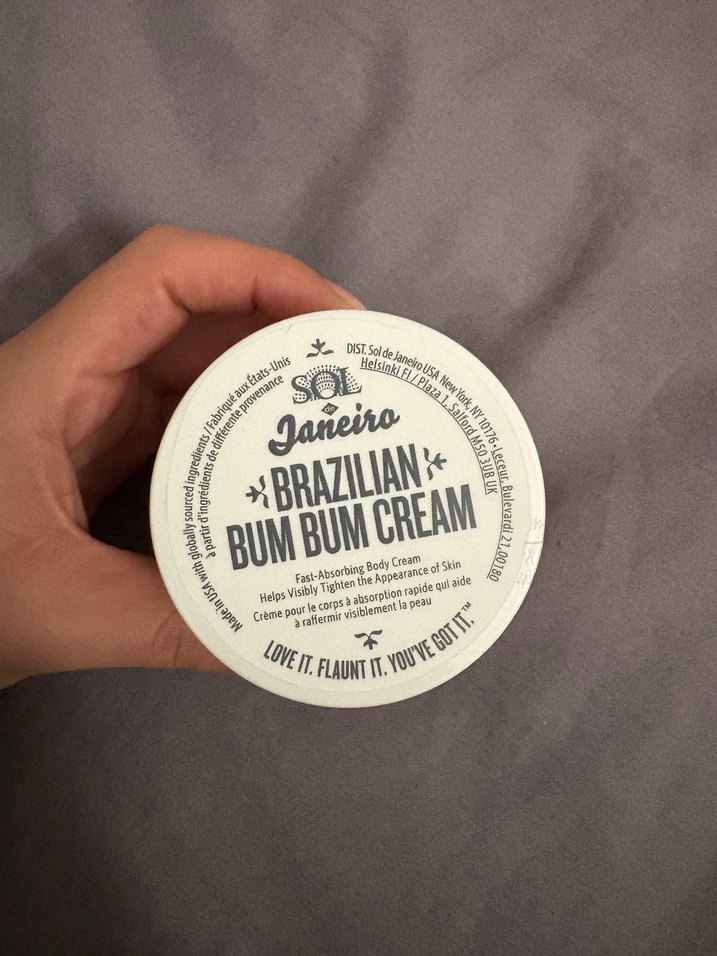 SOL
de
Janeiro
BRAZILIAN
BUM BUM CREAM
Fast-Absorbing Body Cream
Helps Visibly Tighten the Appearance of Skin
Crème pour le corps à absorption rapide qui aide
à raffermir visiblement la peau
LOVE IT. FLAUNT IT. YOU'VE GOT IT.™
Made in USA with globally sourced ingredients / Fabriqué aux États-Unis
à partir d'ingrédients de différente provenance
DIST. Sol de Janeiro USA New York, NY 10176 • Leceur, Bulevardi 21, 00180
Helsinki FI / Plaza 1, Salford M50 3UB UK